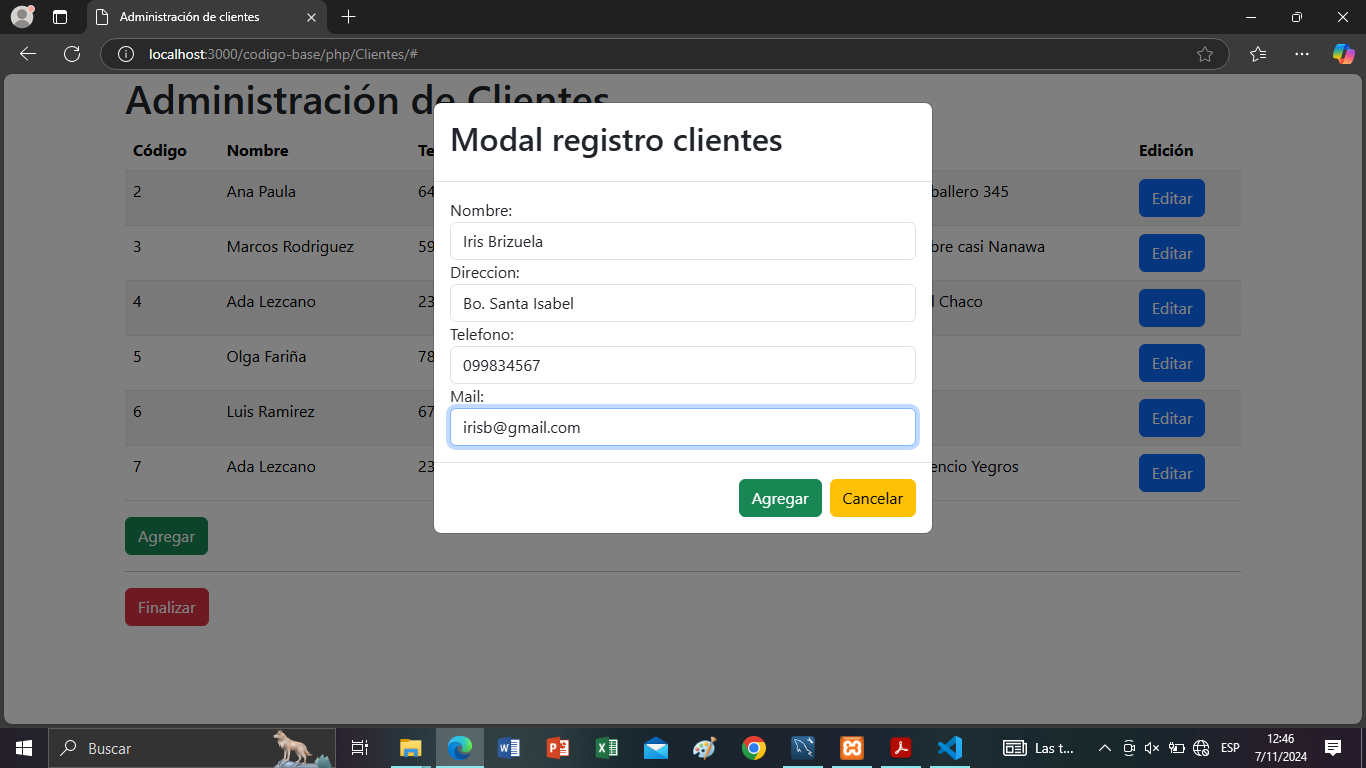 Administración de clientes
localhost:3000/codigo-base/php/Clientes/#
Administración de Clientes
Código Nombre Te Edición
2 Ana Paula 64 ballero 345 Editar
3 Marcos Rodriguez 59 bre casi Nanawa Editar
4 Ada Lezcano 23 l Chaco Editar
5 Olga Fariña 78 Editar
6 Luis Ramirez 67 Editar
7 Ada Lezcano 23 encio Yegros Editar
Agregar
Finalizar
Modal registro clientes
Nombre:
Iris Brizuela
Direccion:
Bo. Santa Isabel
Telefono:
099834567
Mail:
irisb@gmail.com
Agregar Cancelar
Buscar
Las t...
ESP
12:46
7/11/2024